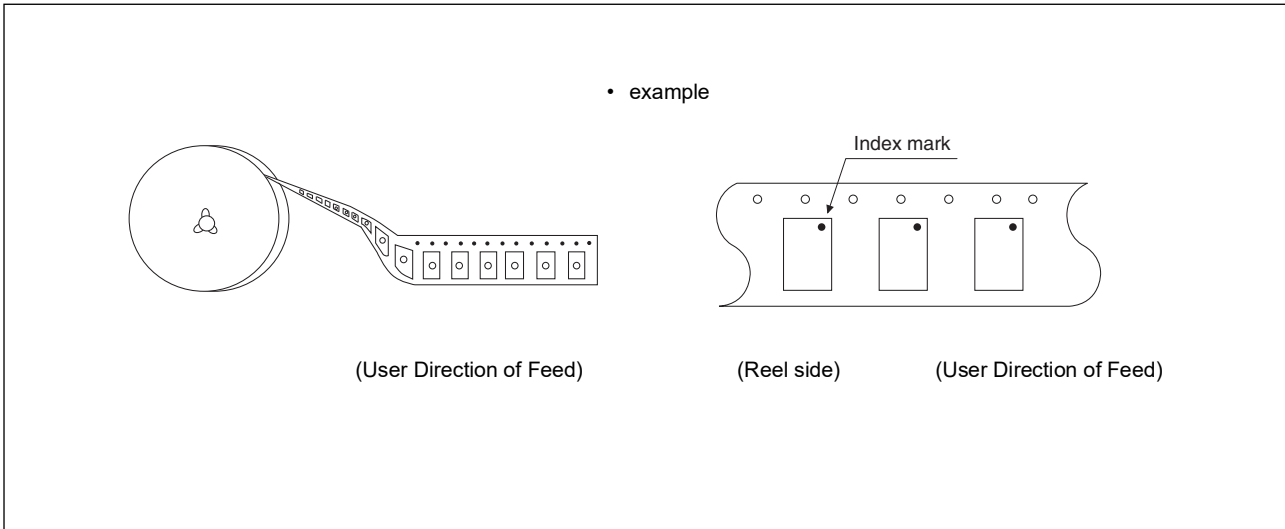 • example
Index mark
(User Direction of Feed)
(Reel side)
(User Direction of Feed)